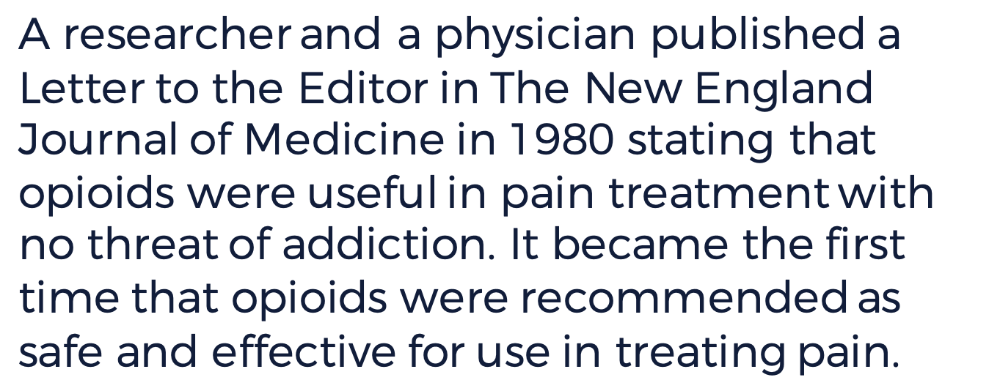 A researcher and a physician published a
Letter to the Editor in The New England
Journal of Medicine in 1980 stating that
opioids were useful in pain treatment with
no threat of addiction. It became the first
time that opioids were recommended as
safe and effective for use in treating pain.